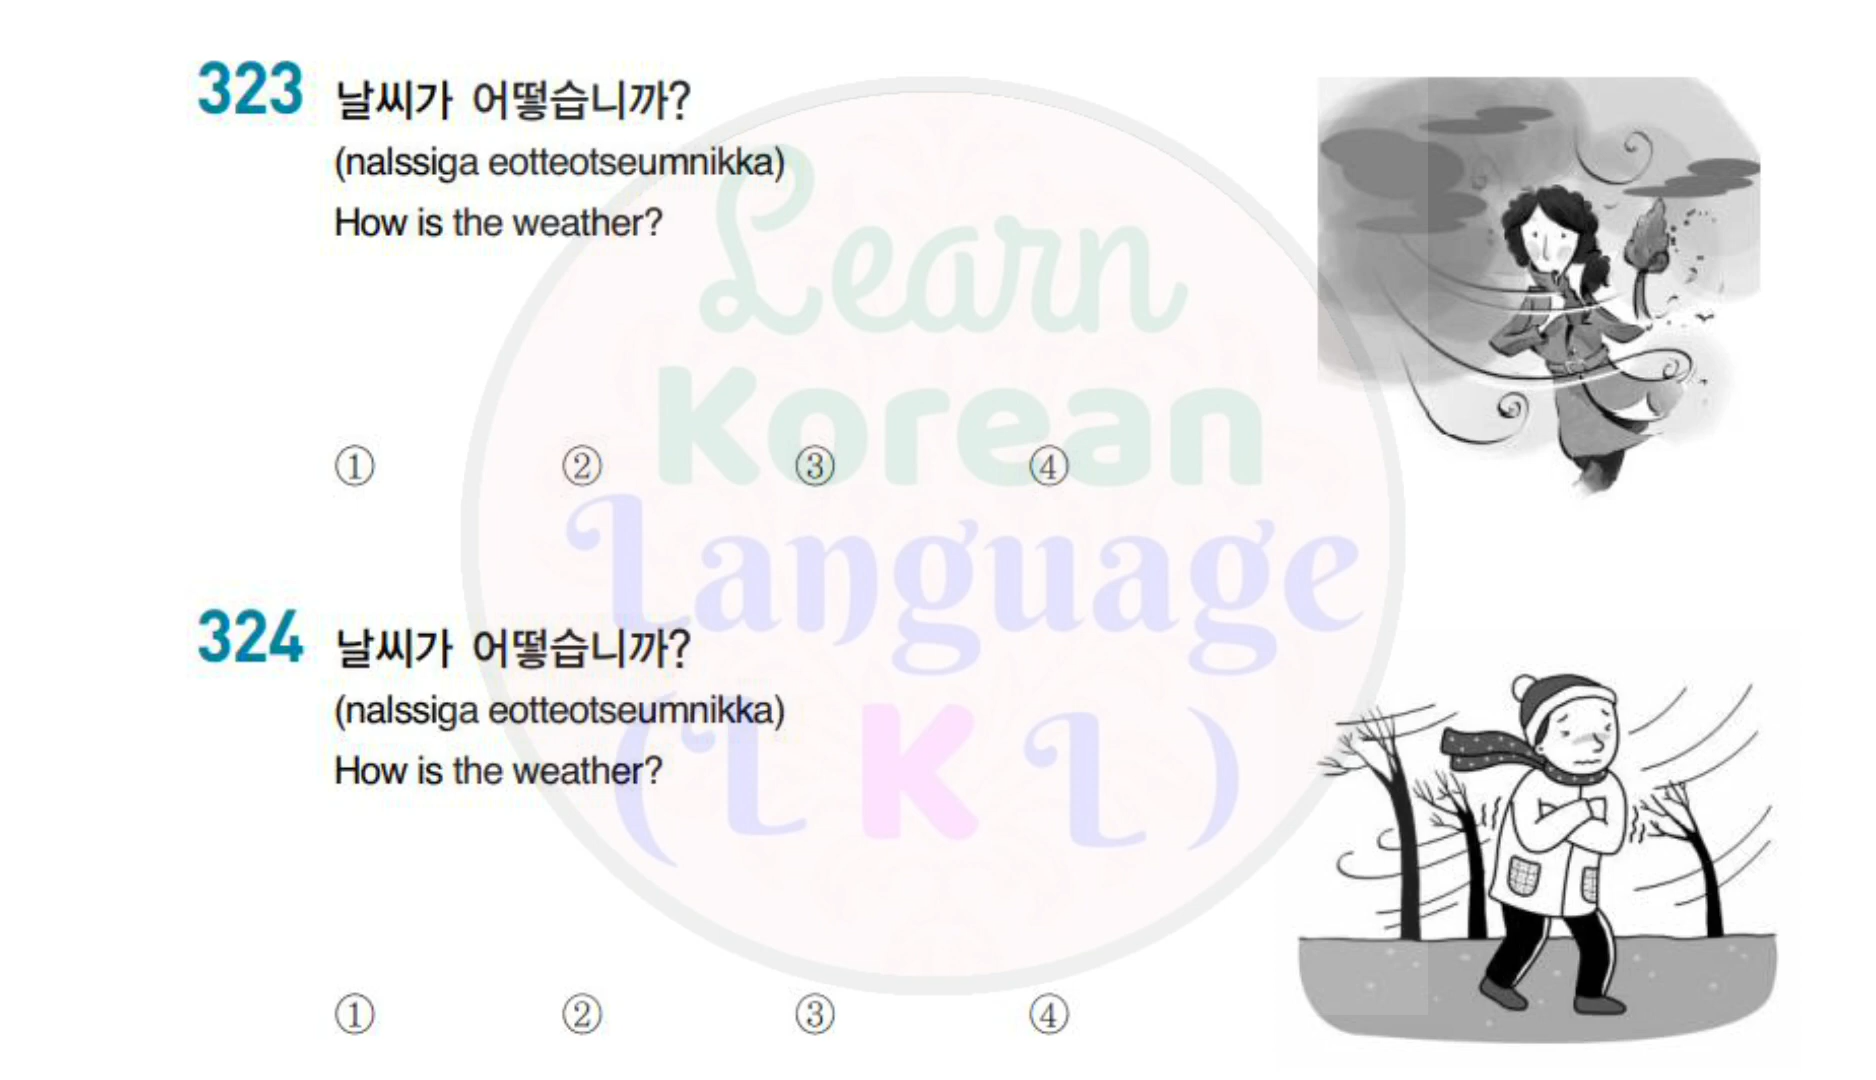 323 날씨가 어떻습니까?
(nalssiga eotteotseumnikka)
How is the weather?
① ② ③ ④
324 날씨가 어떻습니까?
(nalssiga eotteotseumnikka)
How is the weather?
① ② ③ ④
Learn
Korean
Language
(LKL)